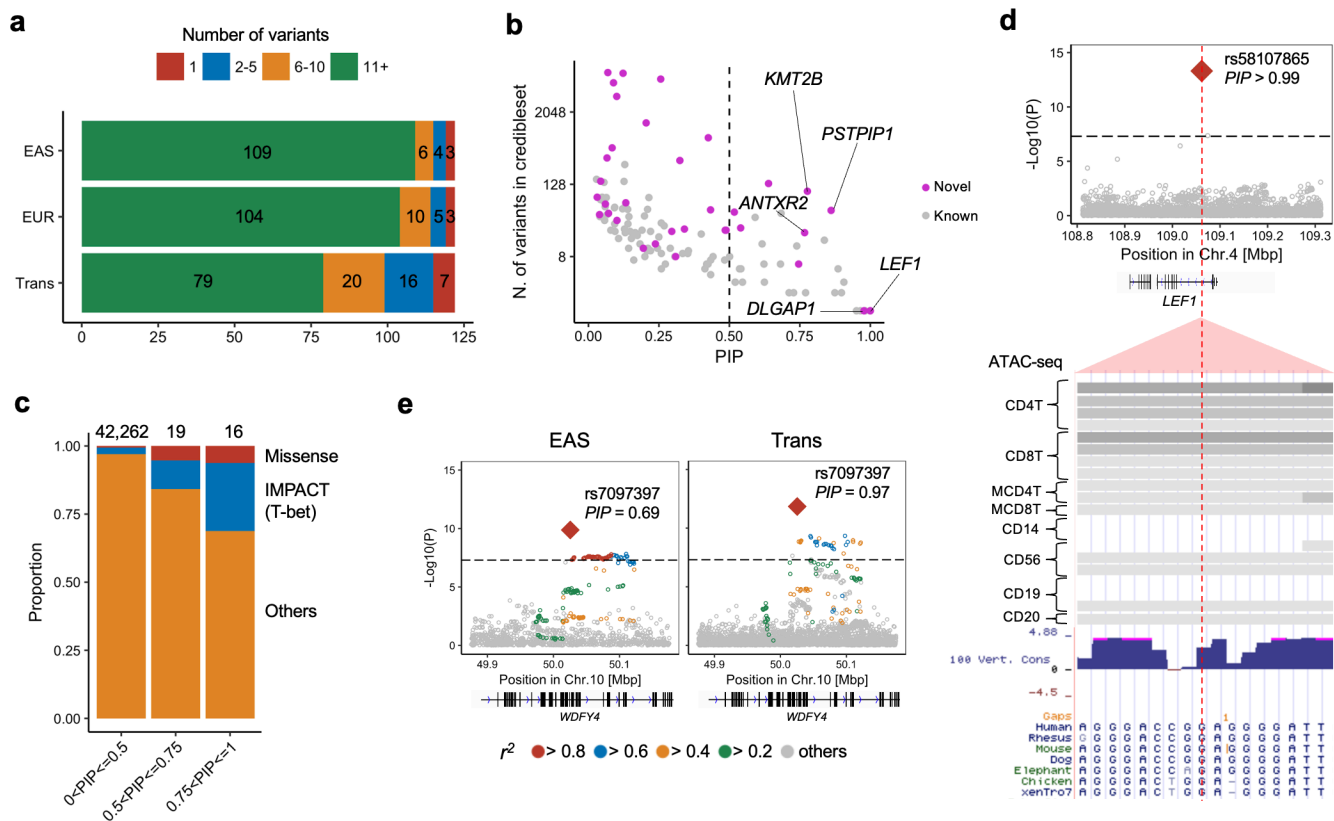 a
Number of variants
1 2-5 6-10 11+
EAS 109 6 4 3
EUR 104 10 5 3
Trans 79 20 16 7
0 25 50 75 100 125
b
N. of variants in credibleset
2048
128
8
KMT2B
PSTPIP1
ANTXR2
LEF1
DLGAP1
0.00 0.25 0.50 0.75 1.00
PIP
Novel
Known
c
42,262 19 16
Proportion
1.00
0.75
0.50
0.25
0.00
Missense
IMPACT
(T-bet)
Others
0<PIP<=0.5
0.5<PIP<=0.75
0.75<PIP<=1
d
-Log10(P)
15
10
5
0
rs58107865
PIP > 0.99
108.8 108.9 109.0 109.1 109.2 109.3
Position in Chr.4 [Mbp]
LEF1
ATAC-seq
CD4T
CD8T
MCD4T
MCD8T
CD14
CD56
CD19
CD20
4.88 _
100 Vert. Cons
0 -
-4.5 _
Gaps 1
Human A G G G A C C G G A G G G G A T T
Rhesus G G G G A C C G G A G G G G A T T
Mouse A G G G A C C G G A G G G G A T T
Dog A G G G A C C G G A G G G G A T T
Elephant A G G G A C C A G A G G G G A T T
Chicken A G G G A C T G G A - G G G A T T
xenTro7 A G G G A C T G G A - G G G A T T
e
EAS
Trans
-Log10(P)
15
10
5
0
rs7097397
PIP = 0.69
rs7097397
PIP = 0.97
49.9 50.0 50.1
49.9 50.0 50.1
Position in Chr.10 [Mbp]
Position in Chr.10 [Mbp]
WDFY4
WDFY4
r2 > 0.8 > 0.6 > 0.4 > 0.2 others